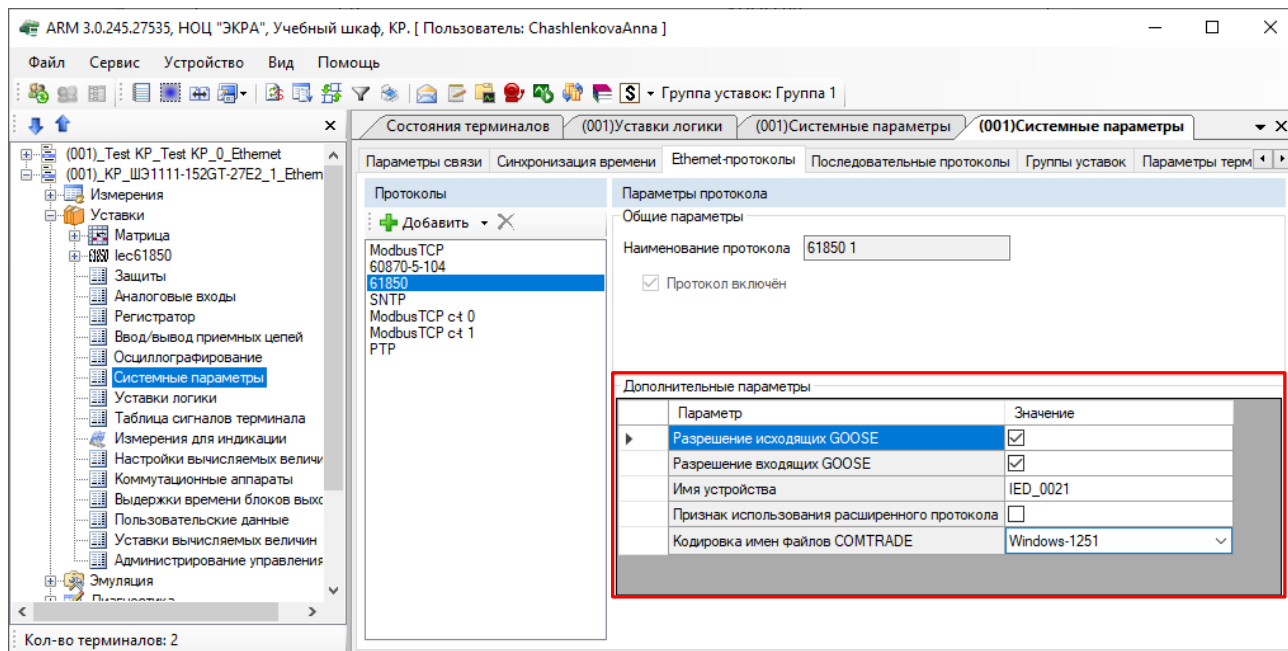 ARM 3.0.245.27535, НОЦ "ЭКРА", Учебный шкаф, КР. [ Пользователь: ChashlenkovaAnna ]
Файл Сервис Устройство Вид Помощь
Группа уставок: Группа 1
Состояния терминалов (001)Уставки логики (001)Системные параметры (001)Системные параметры
Параметры связи Синхронизация времени Ethernet-протоколы Последовательные протоколы Группы уставок Параметры терм
(001)_Test KP_Test KP_0_Ethernet
(001)_KP_ШЭ1111-152GT-27E2_1_Ethern
Измерения
Уставки
Матрица
Iec61850
Защиты
Аналоговые входы
Регистратор
Ввод/вывод приемных цепей
Осциллографирование
Системные параметры
Уставки логики
Таблица сигналов терминала
Измерения для индикации
Настройки вычисляемых величи
Коммутационные аппараты
Выдержки времени блоков выхо
Пользовательские данные
Уставки вычисляемых величин
Администрирование управления
Эмуляция
Диагностика
Кол-во терминалов: 2
Протоколы
Добавить
ModbusTCP
60870-5-104
61850
SNTP
ModbusTCP c-t 0
ModbusTCP c-t 1
PTP
Параметры протокола
Общие параметры
Наименование протокола 61850 1
Протокол включён
Дополнительные параметры
Параметр Значение
Разрешение исходящих GOOSE
Разрешение входящих GOOSE
Имя устройства IED_0021
Признак использования расширенного протокола
Кодировка имен файлов COMTRADE Windows-1251